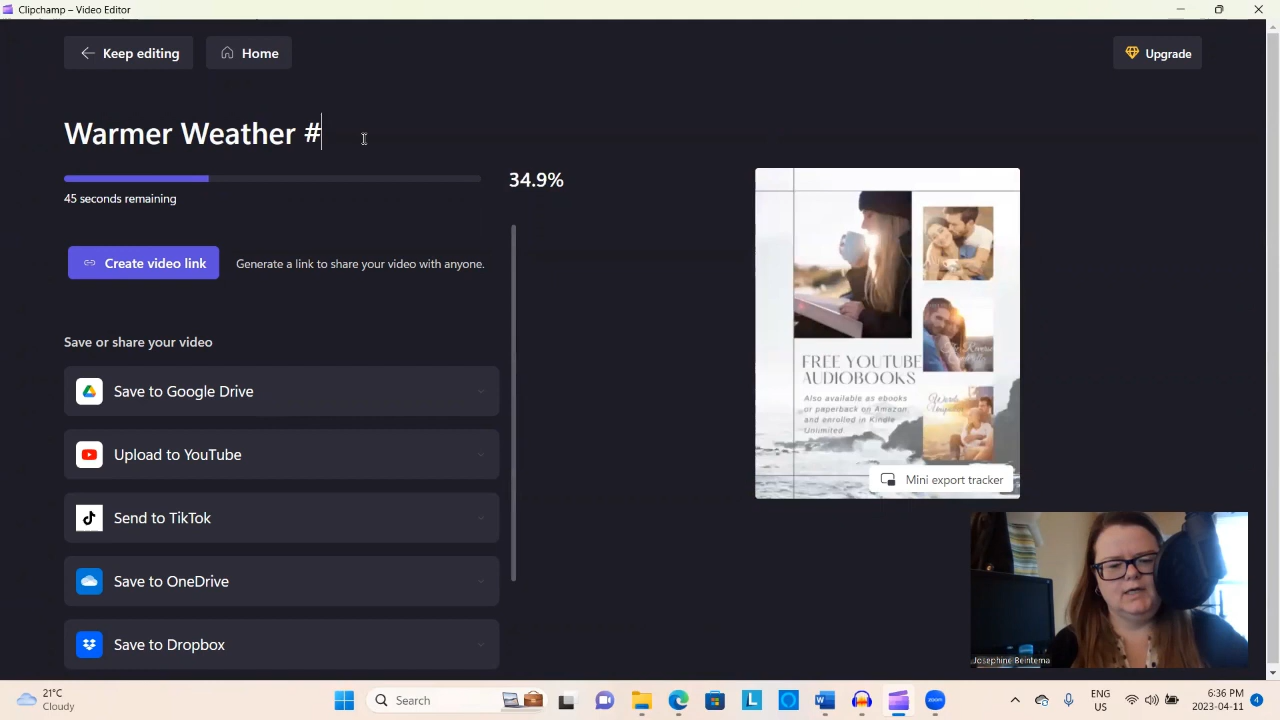 Clipchamp – Video Editor
Keep editing
Home
Upgrade
Warmer Weather #
34.9%
45 seconds remaining
Create video link
Generate a link to share your video with anyone.
Save or share your video
Save to Google Drive
Upload to YouTube
Send to TikTok
Save to OneDrive
Save to Dropbox
FREE YOUTUBE
AUDIOBOOKS
Also available as ebooks
or paperback on Amazon
and enrolled in Kindle
Unlimited
Mini export tracker
Josephine Beintema
21°C
Cloudy
Search
ENG
US
6:36 PM
2023-04-11
4